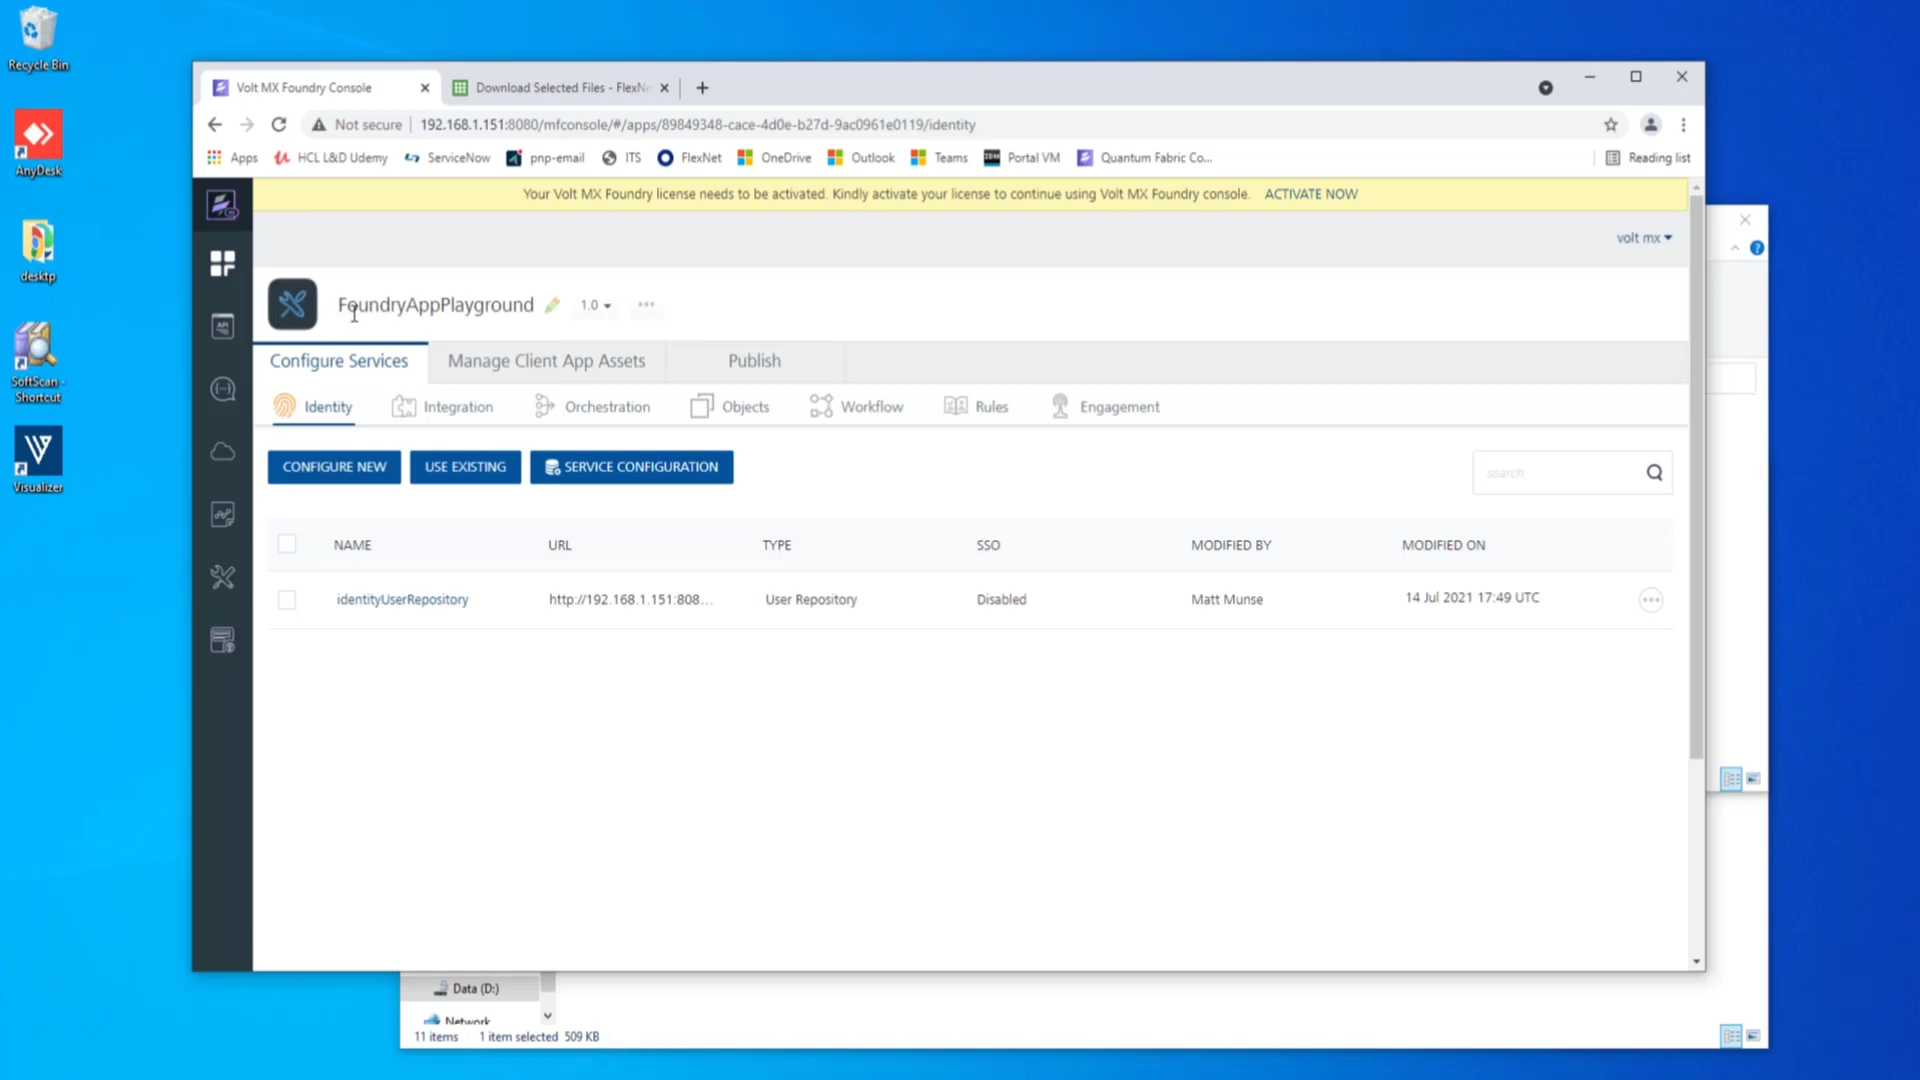 Recycle Bin
AnyDesk
desktp
SoftScan -
Shortcut
Visualizer
Volt MX Foundry Console
Download Selected Files - FlexNe
Not secure
192.168.1.151:8080/mfconsole/#/apps/89849348-cace-4d0e-b27d-9ac0961e0119/identity
Apps HCL L&D Udemy ServiceNow pnp-email ITS FlexNet OneDrive Outlook Teams Portal VM Quantum Fabric Co... Reading list
Your Volt MX Foundry license needs to be activated. Kindly activate your license to continue using Volt MX Foundry console. ACTIVATE NOW
volt mx
FoundryAppPlayground 1.0
Configure Services Manage Client App Assets Publish
Identity Integration Orchestration Objects Workflow Rules Engagement
CONFIGURE NEW USE EXISTING SERVICE CONFIGURATION search
NAME URL TYPE SSO MODIFIED BY MODIFIED ON
identityUserRepository http://192.168.1.151:808... User Repository Disabled Matt Munse 14 Jul 2021 17:49 UTC
Data (D:)
Network
11 items 1 item selected 509 KB